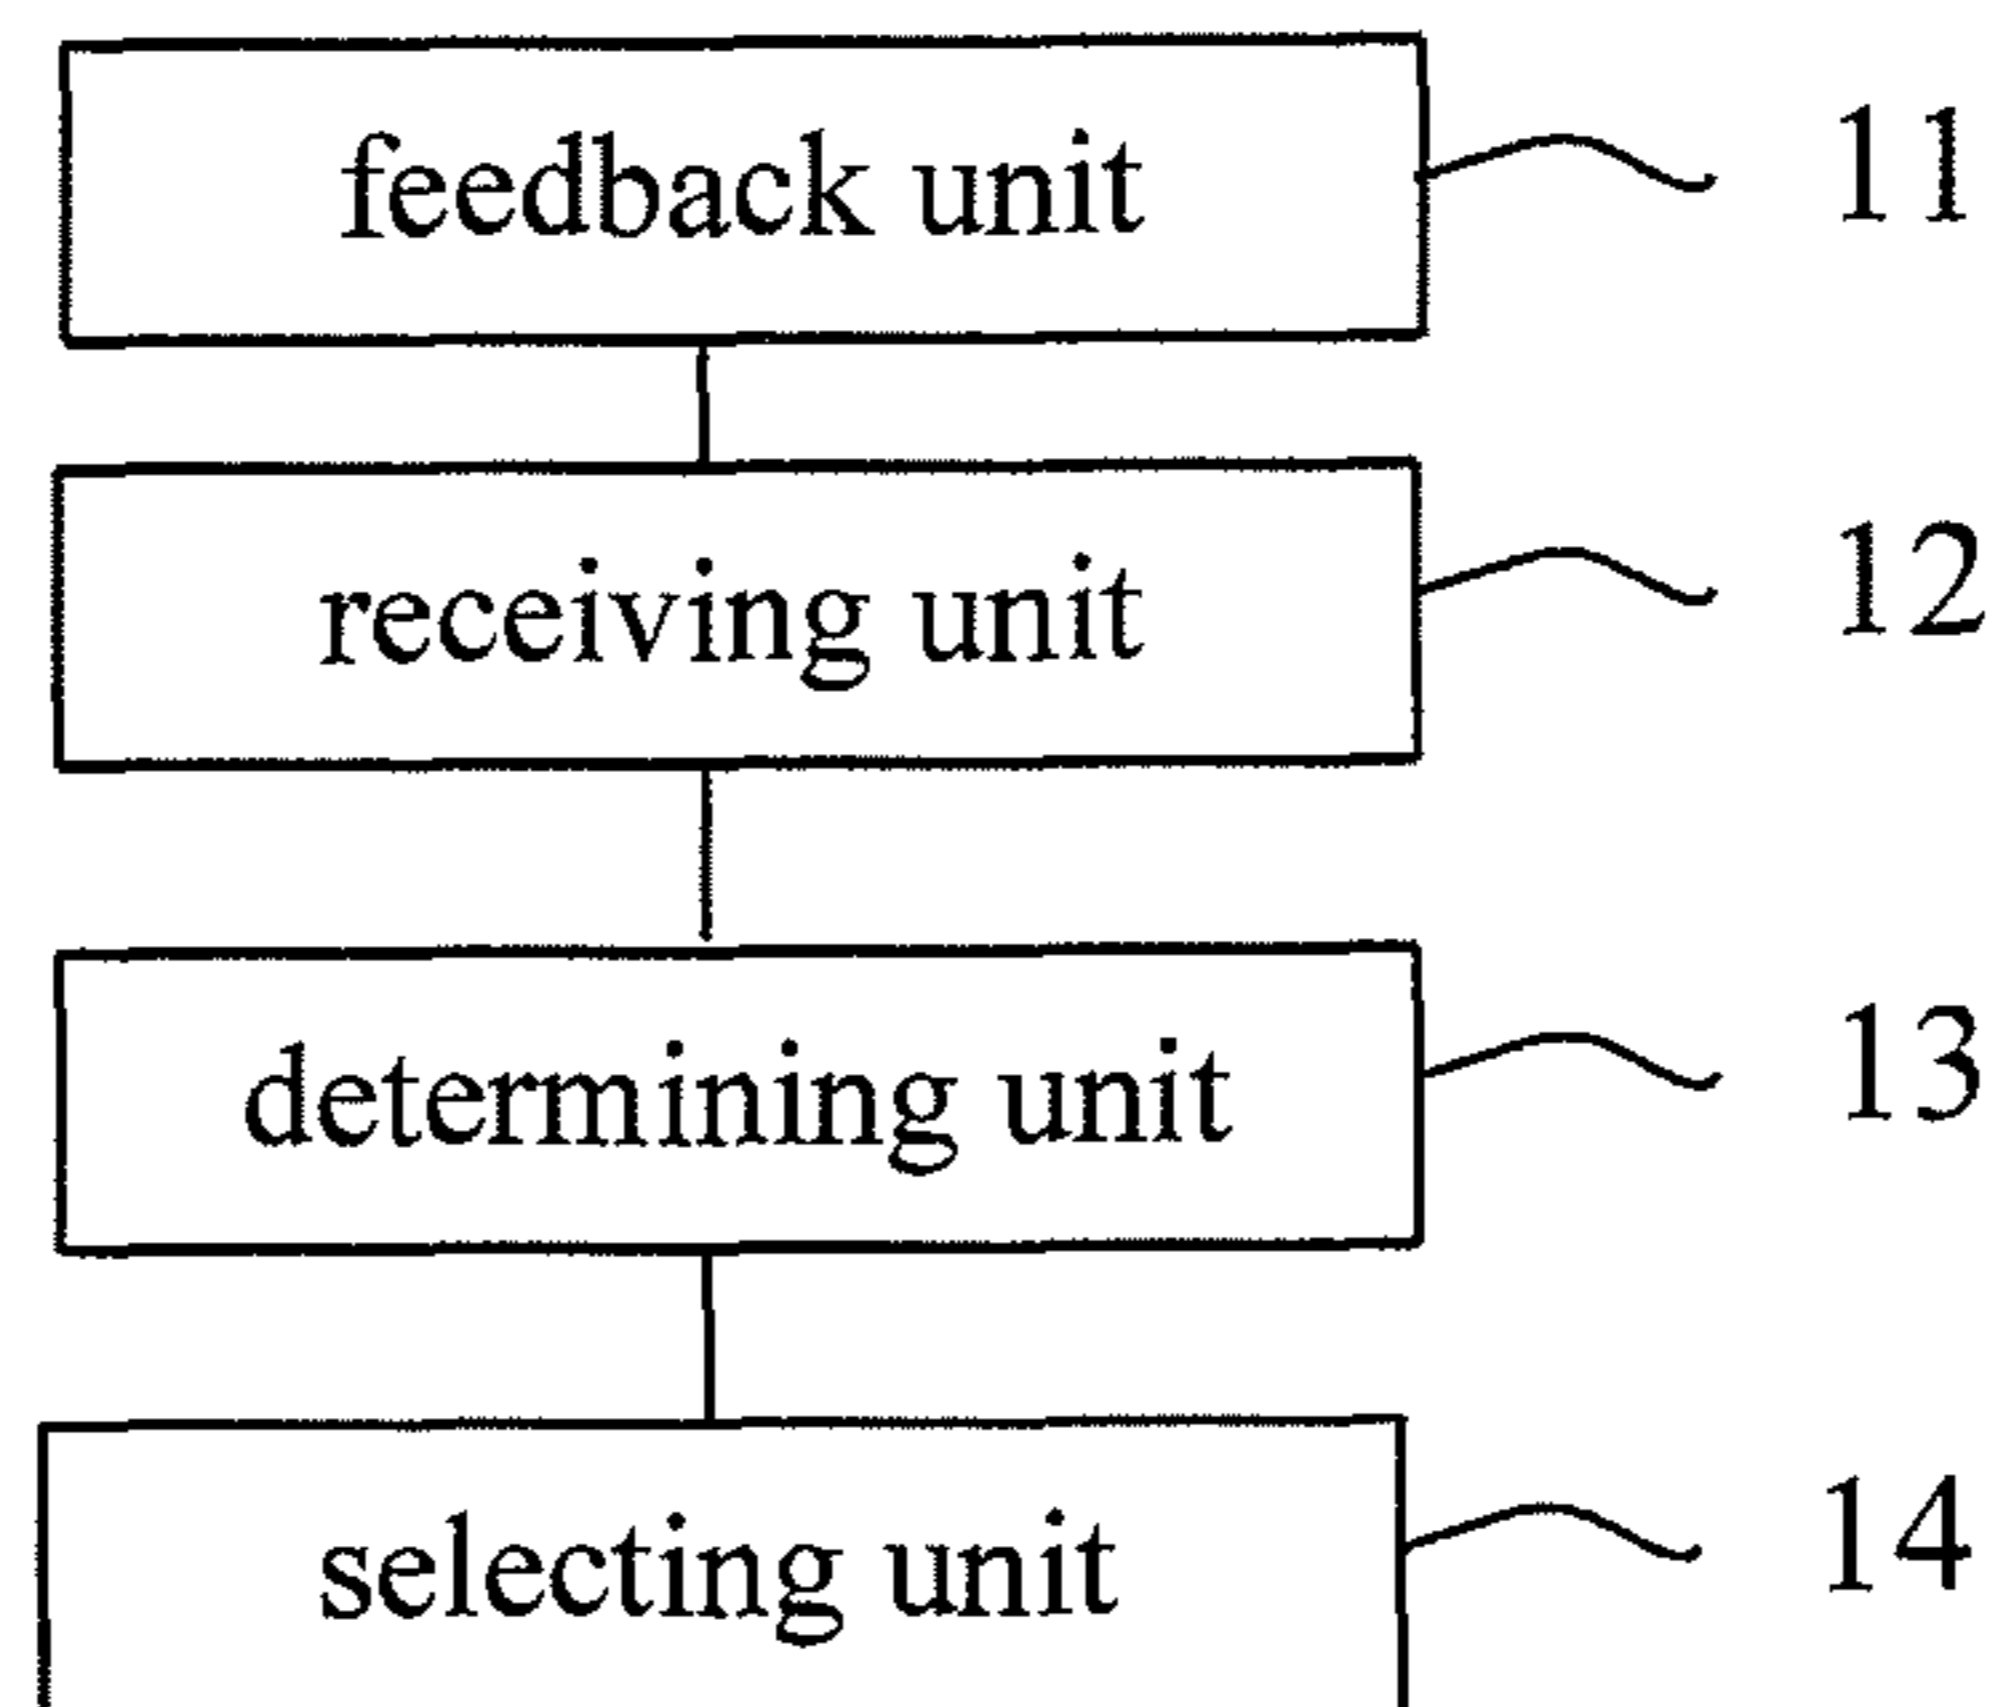 feedback unit 11
receiving unit 12
determining unit 13
selecting unit 14